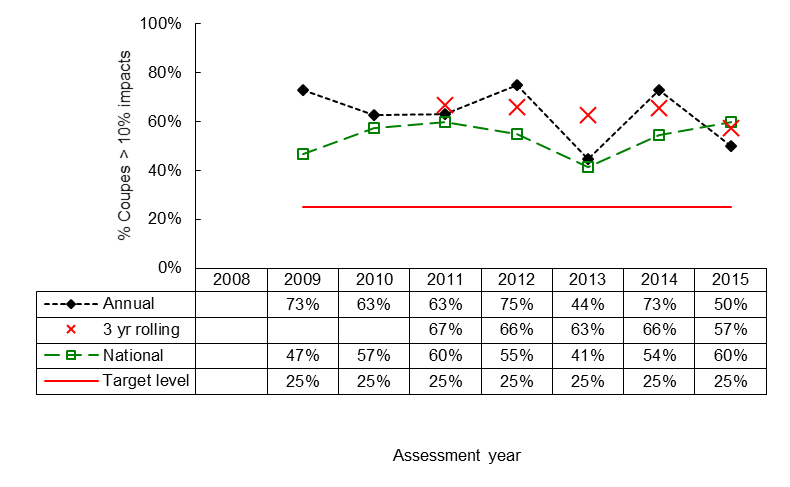 100%
80%
60%
40%
20%
0%
% Coupes > 10% impacts
2008 2009 2010 2011 2012 2013 2014 2015
Annual 73% 63% 63% 75% 44% 73% 50%
3 yr rolling 67% 66% 63% 66% 57%
National 47% 57% 60% 55% 41% 54% 60%
Target level 25% 25% 25% 25% 25% 25% 25%
Assessment year